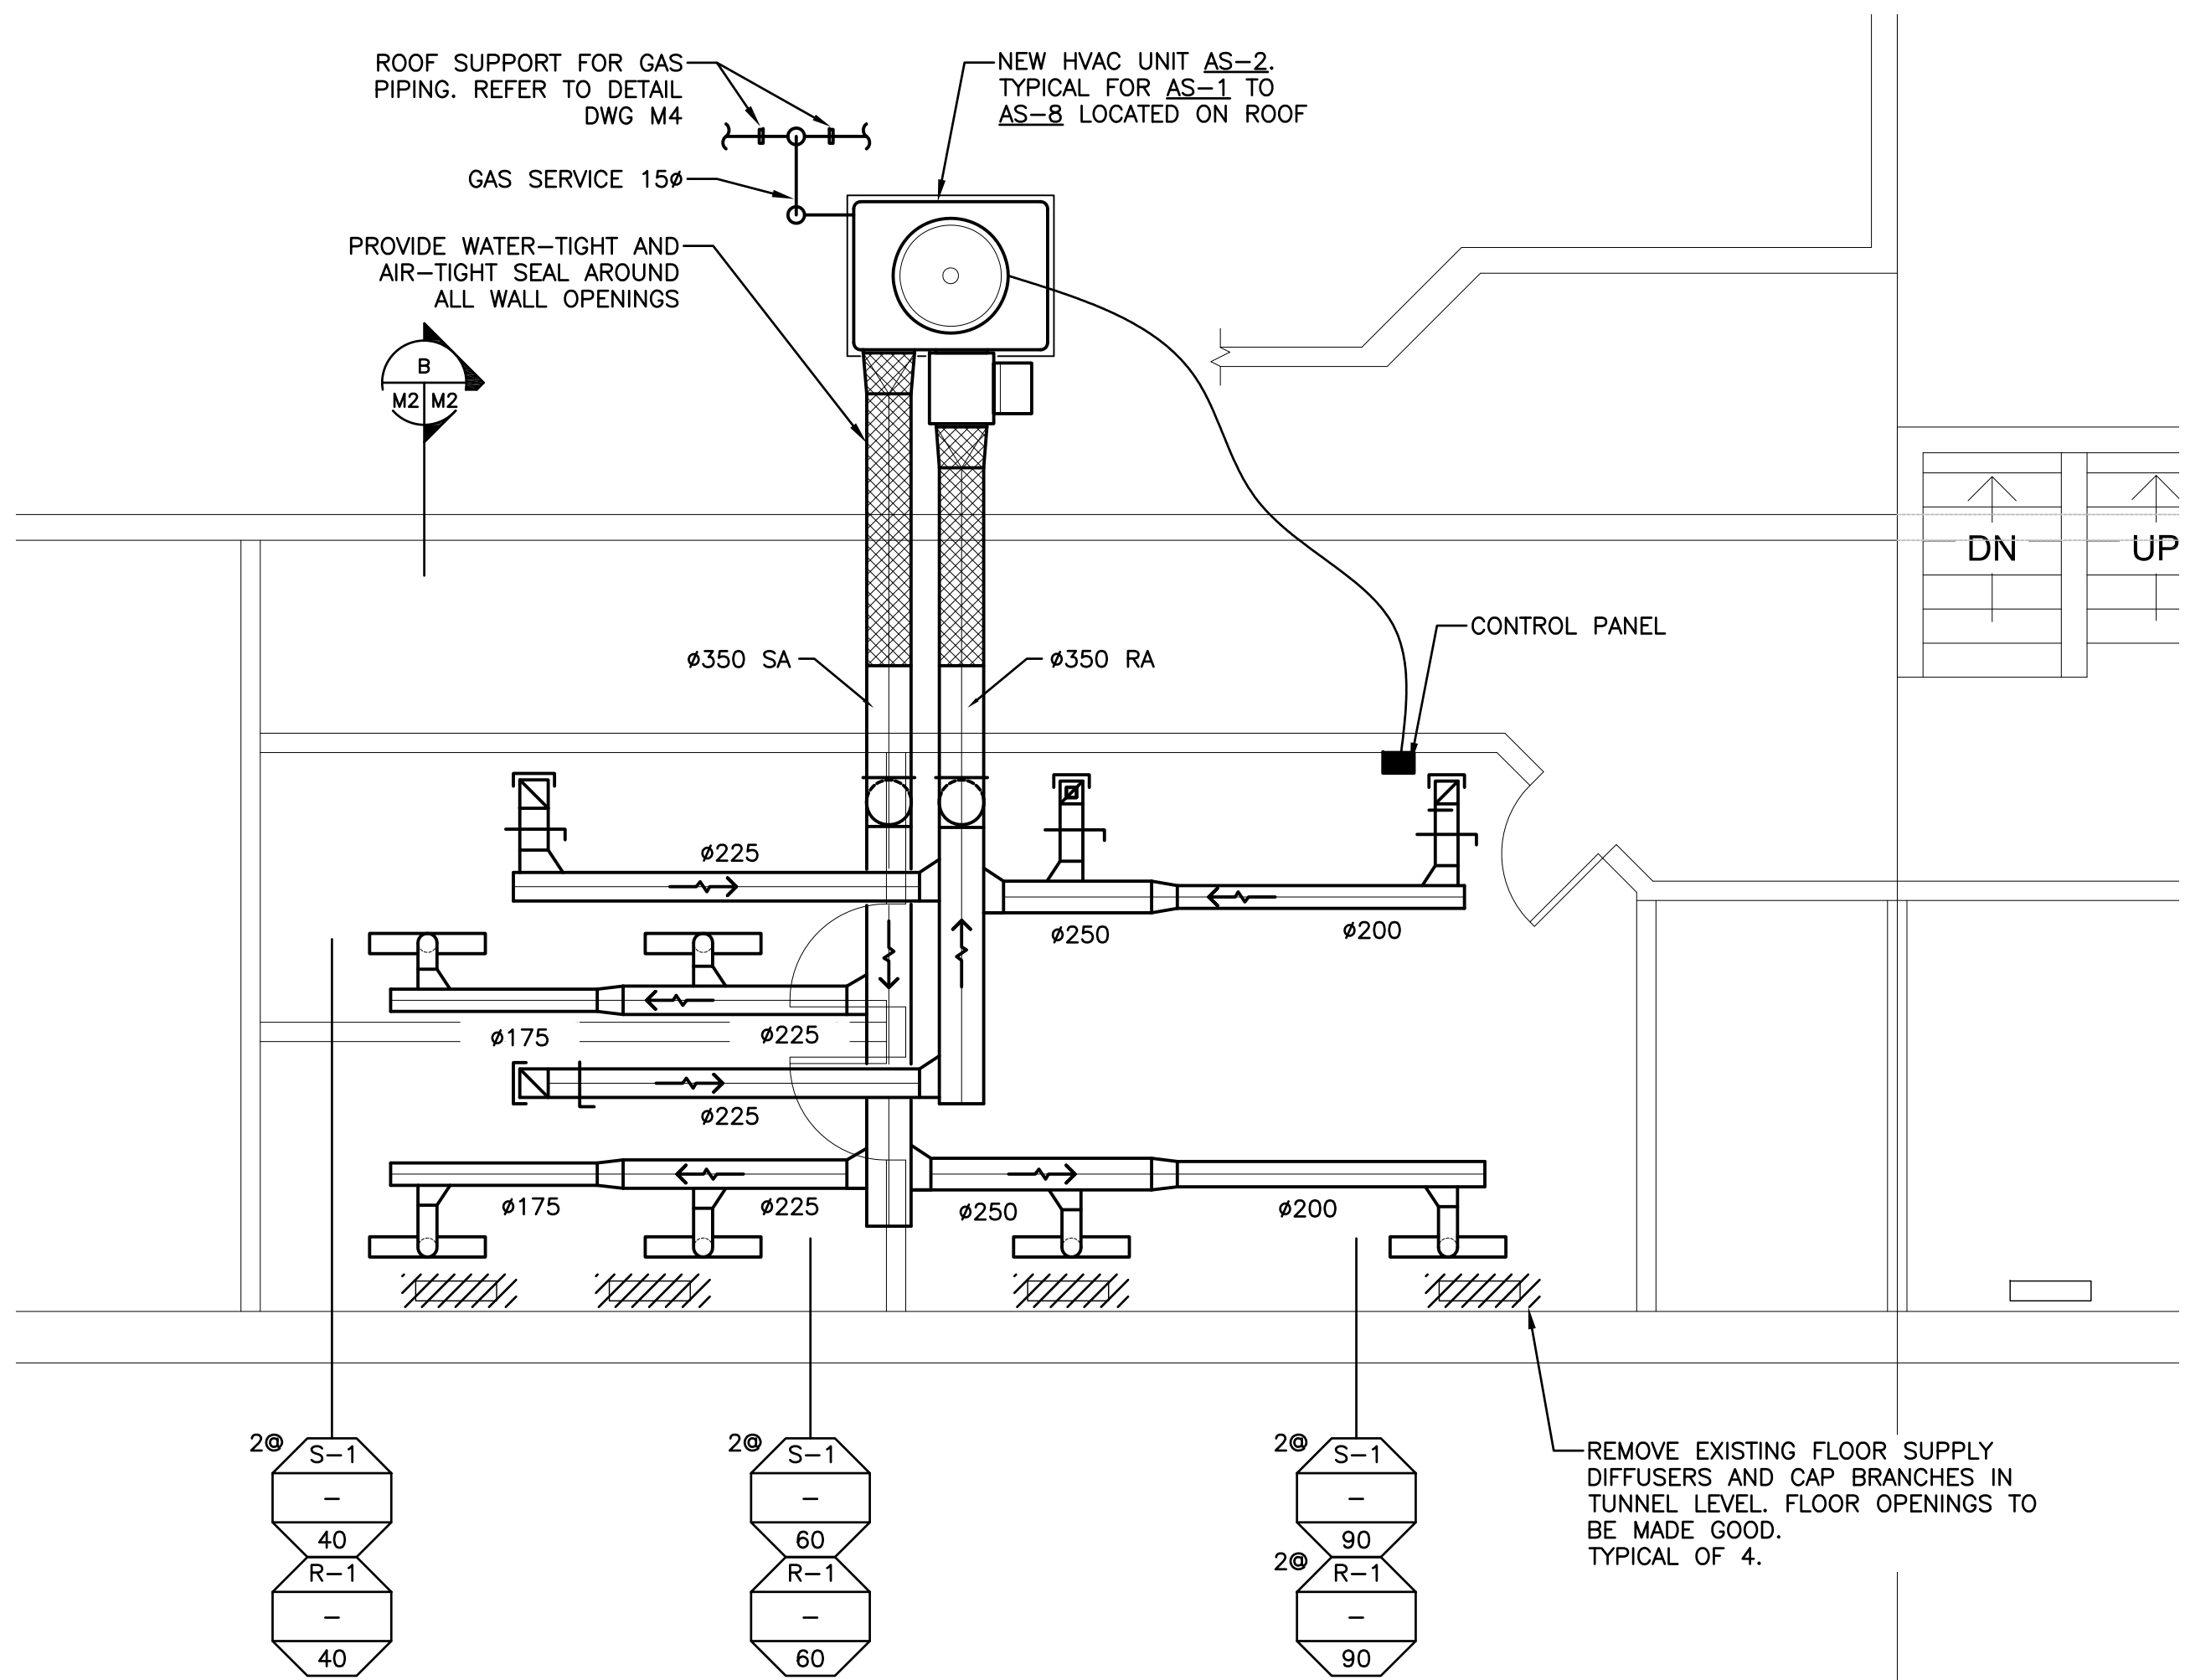 ROOF SUPPORT FOR GAS
PIPING. REFER TO DETAIL
DWG M4
NEW HVAC UNIT AS-2.
TYPICAL FOR AS-1 TO
AS-8 LOCATED ON ROOF
GAS SERVICE 15ø
PROVIDE WATER-TIGHT AND
AIR-TIGHT SEAL AROUND
ALL WALL OPENINGS
B
M2 M2
DN
UP
CONTROL PANEL
ø350 SA
ø350 RA
ø225
ø250
ø200
ø175
ø225
ø225
ø175
ø225
ø250
ø200
2@
S-1
-
40
R-1
-
40
2@
S-1
-
60
R-1
-
60
2@
S-1
-
90
2@
R-1
-
90
REMOVE EXISTING FLOOR SUPPLY
DIFFUSERS AND CAP BRANCHES IN
TUNNEL LEVEL. FLOOR OPENINGS TO
BE MADE GOOD.
TYPICAL OF 4.